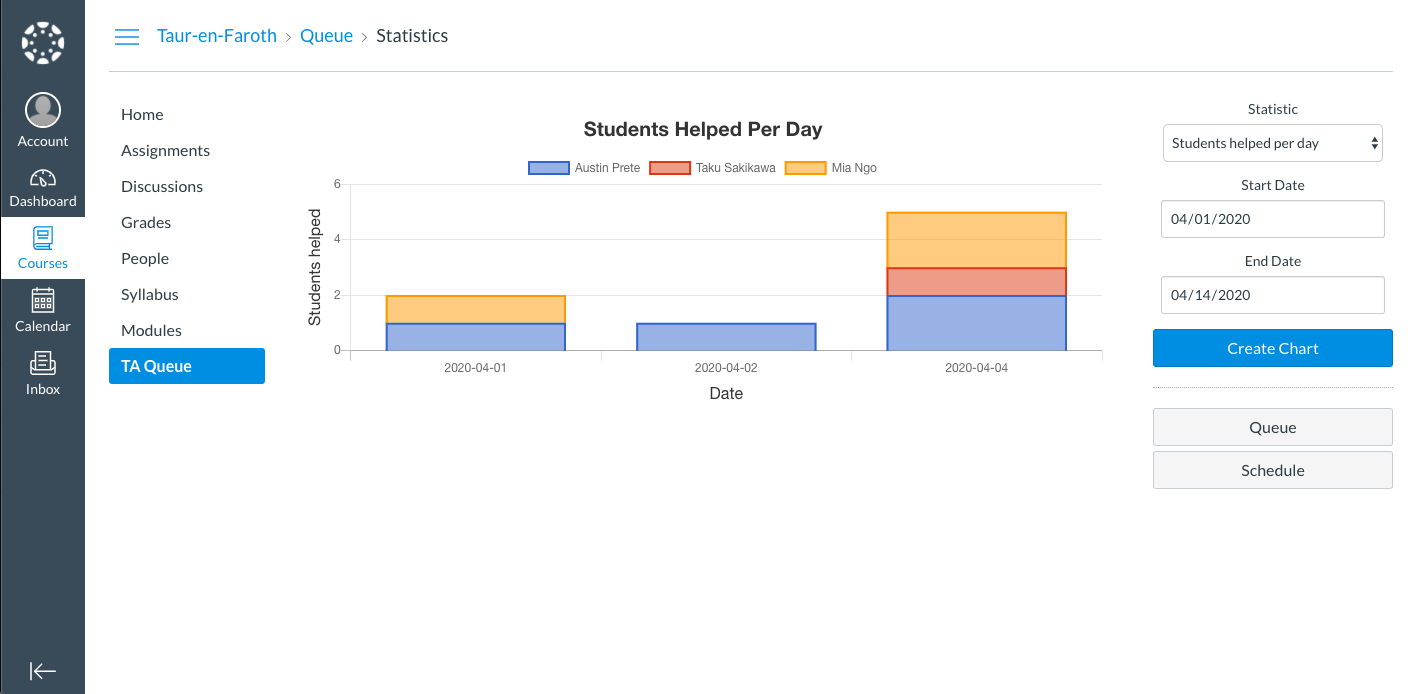 Taur-en-Faroth > Queue > Statistics
Account
Dashboard
Courses
Calendar
Inbox
Home
Assignments
Discussions
Grades
People
Syllabus
Modules
TA Queue
Students Helped Per Day
Austin Prete Taku Sakikawa Mia Ngo
Students helped
6
4
2
0
2020-04-01 2020-04-02 2020-04-04
Date
Statistic
Students helped per day
Start Date
04/01/2020
End Date
04/14/2020
Create Chart
Queue
Schedule